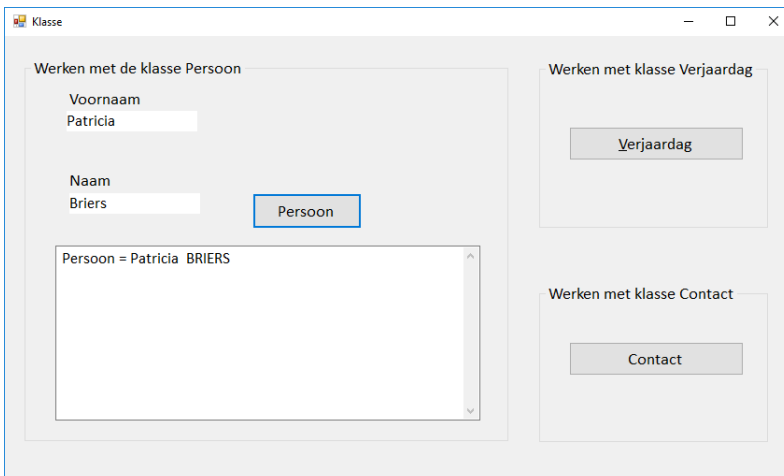 Klasse
Werken met de klasse Persoon
Voornaam
Patricia
Naam
Briers
Persoon
Persoon = Patricia  BRIERS
Werken met klasse Verjaardag
Verjaardag
Werken met klasse Contact
Contact